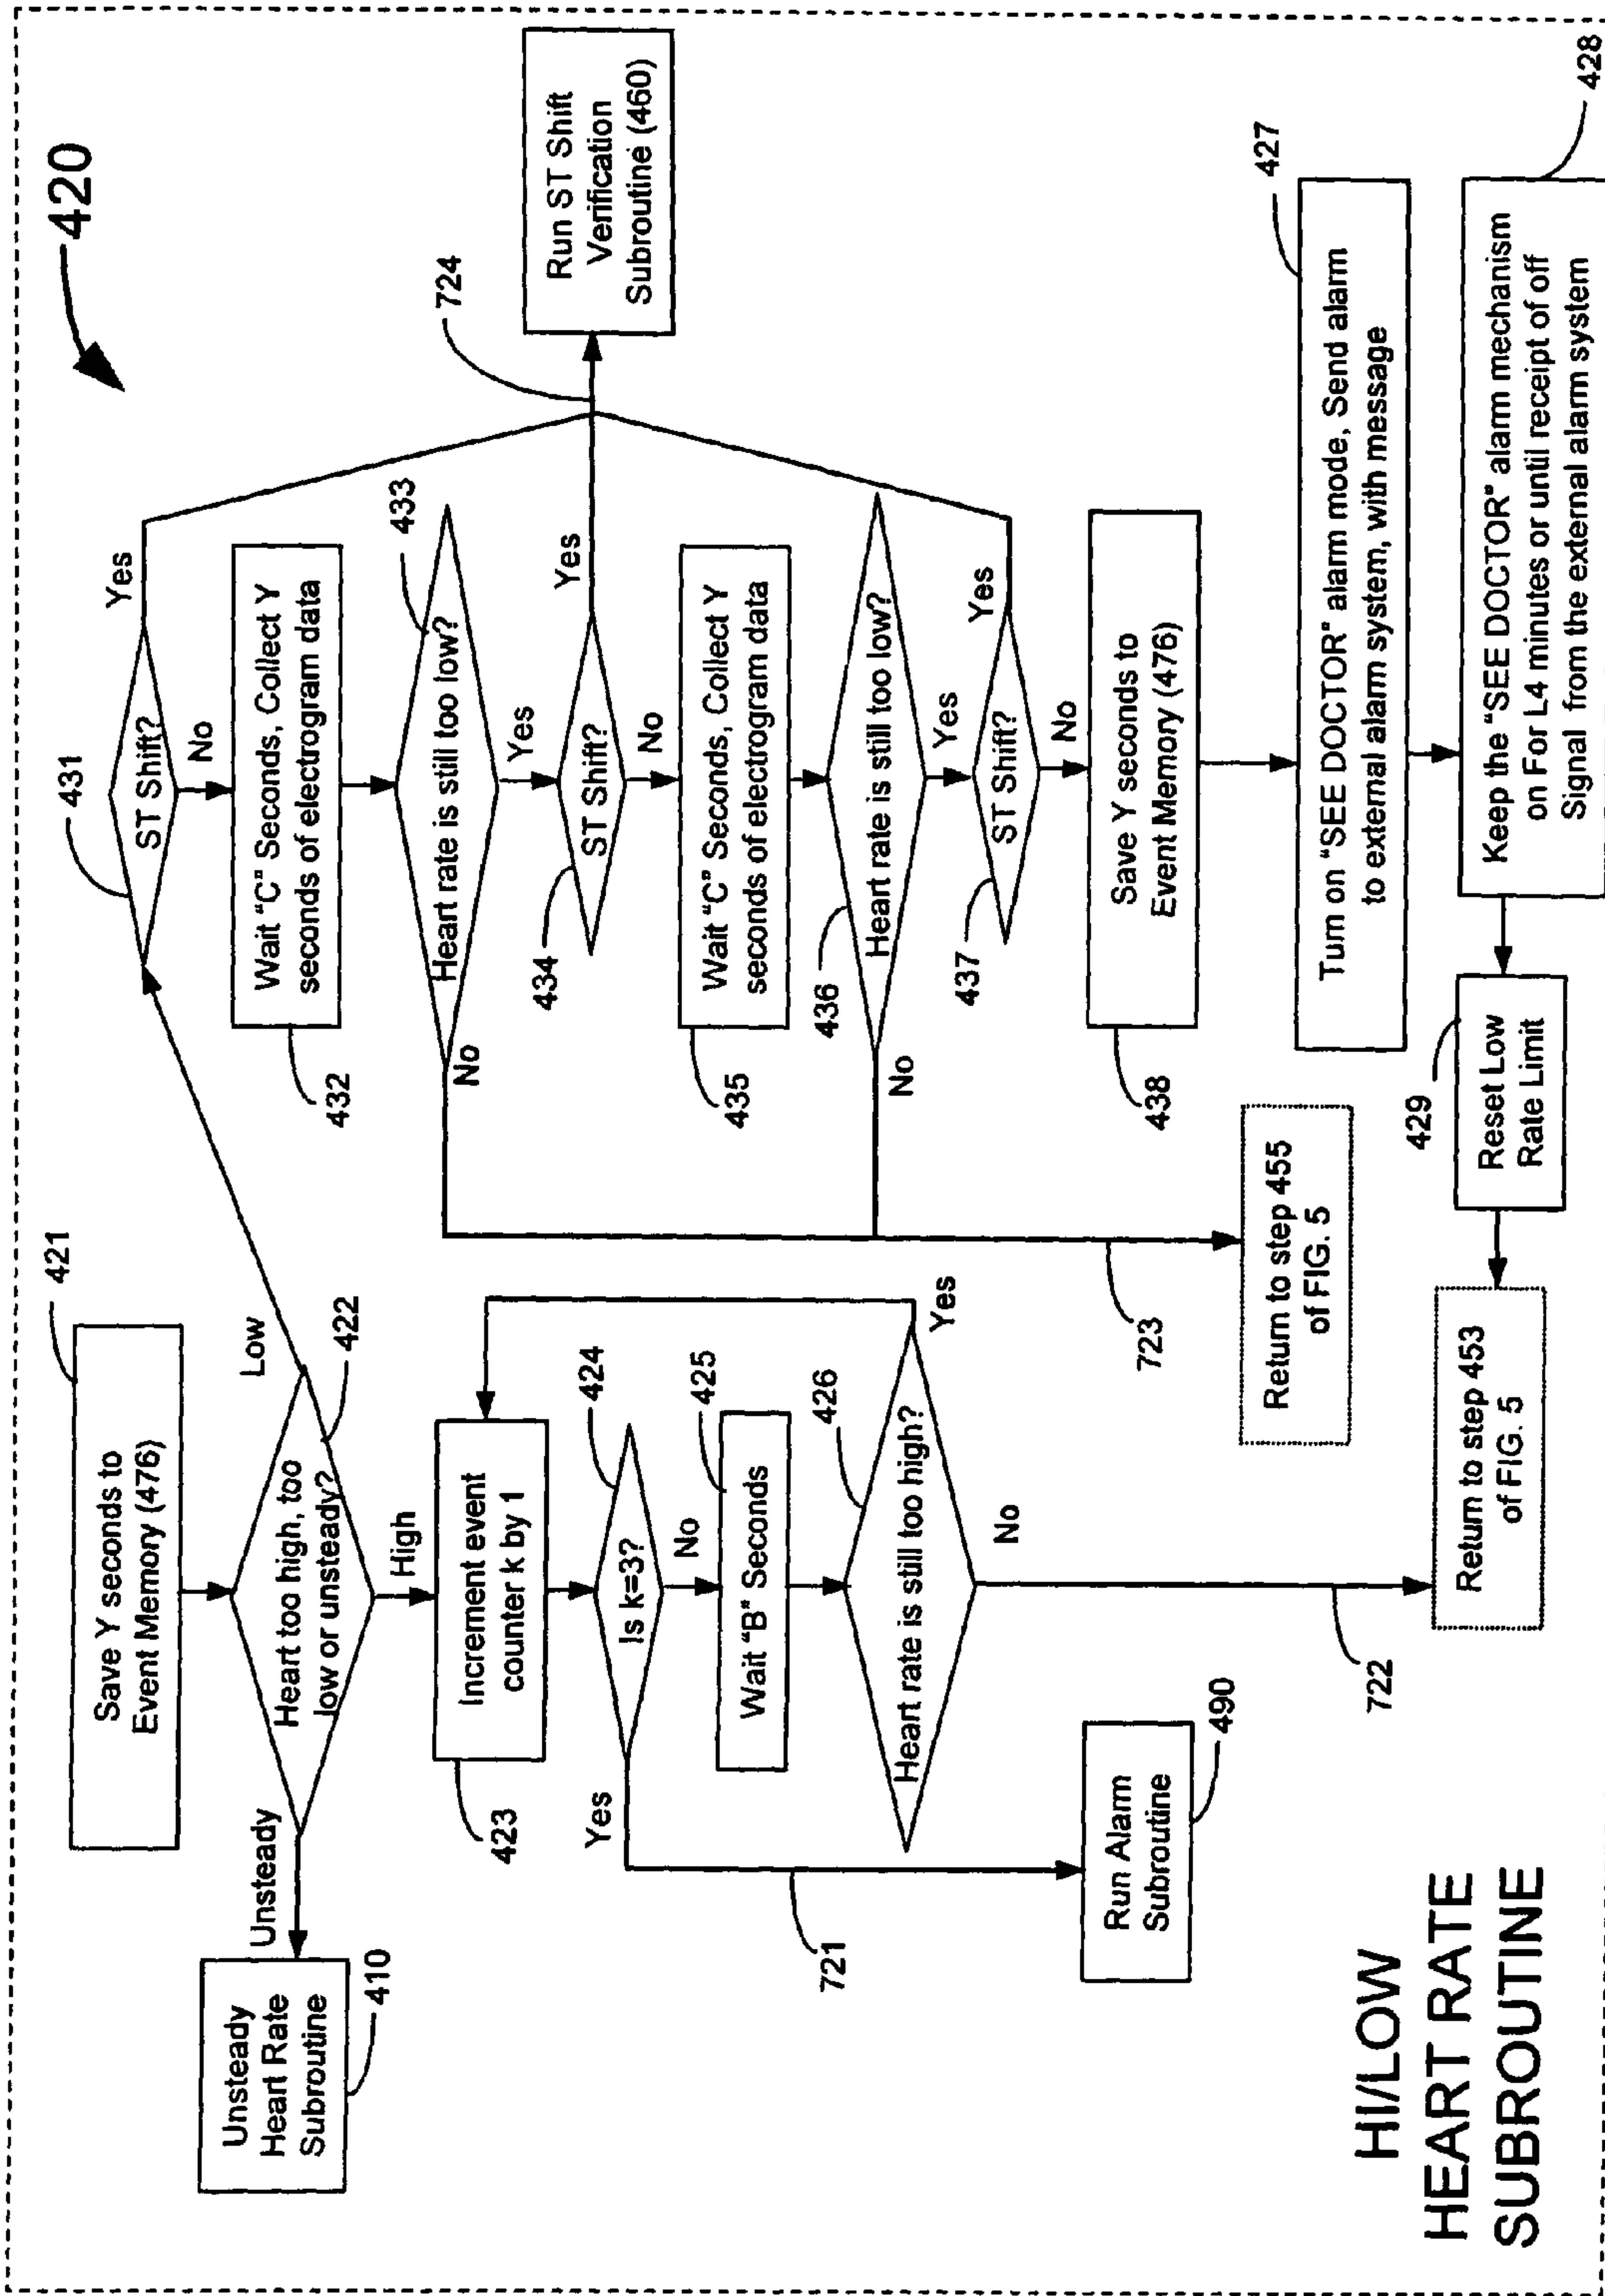 420
421
Save Y seconds to
Event Memory (476)
Heart too high, too
low or unsteady?
422
Unsteady
Unsteady
Heart Rate
Subroutine
410
Low
High
Increment event
counter k by 1
423
424
Is k=3?
Yes
No
425
Wait "B" Seconds
426
Heart rate is still too high?
Yes
No
721
Run Alarm
Subroutine
490
722
Return to step 453
of FIG. 5
431
ST Shift?
Yes
No
Wait "C" Seconds, Collect Y
seconds of electrogram data
432
433
Heart rate is still too low?
No
Yes
434
ST Shift?
Yes
No
724
Run ST Shift
Verification
Subroutine (460)
Wait "C" Seconds, Collect Y
seconds of electrogram data
435
436
Heart rate is still too low?
No
Yes
437
ST Shift?
Yes
No
Save Y seconds to
Event Memory (476)
438
723
Return to step 455
of FIG. 5
427
Turn on "SEE DOCTOR" alarm mode, Send alarm
to external alarm system, with message
428
Keep the "SEE DOCTOR" alarm mechanism
on For L4 minutes or until receipt of off
Signal from the external alarm system
429
Reset Low
Rate Limit
HI/LOW
HEART RATE
SUBROUTINE